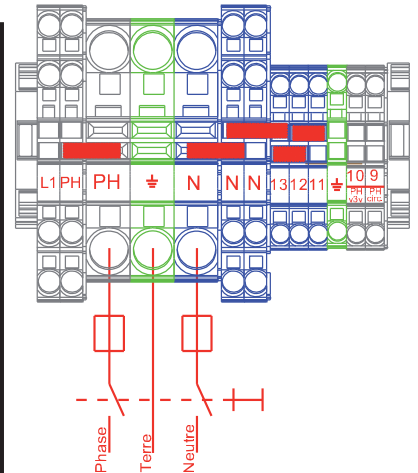 L1 PH PH N N N 13 12 11 10 9
PH PH
v3v circ.
Phase
Terre
Neutre